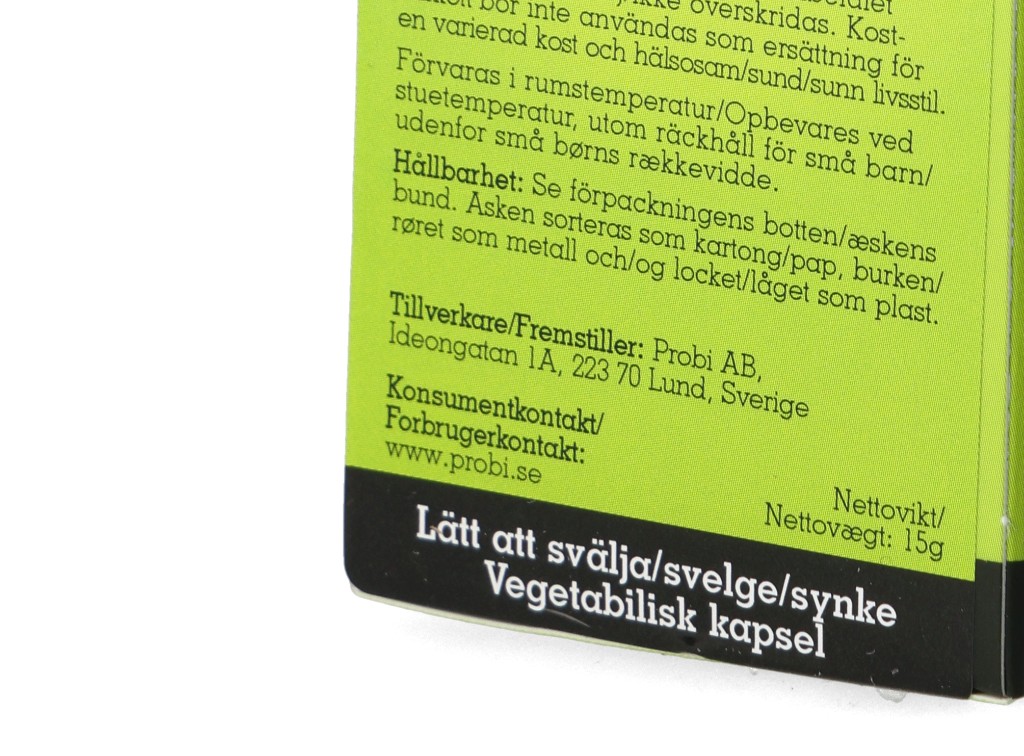 ikke overskridas. Kost-
bör inte användas som ersättning för
en varierad kost och hälsosam/sund/sunn livsstil.
Förvaras i rumstemperatur/Opbevares ved
stuetemperatur, utom räckhåll för små barn/
udenfor små børns rækkevidde.
Hållbarhet: Se förpackningens botten/æskens
bund. Asken sorteras som kartong/pap, burken/
røret som metall och/og locket/låget som plast.
Tillverkare/Fremstiller: Probi AB,
Ideongatan 1A, 223 70 Lund, Sverige
Konsumentkontakt/
Forbrugerkontakt:
www.probi.se
Nettovikt/
Nettovægt: 15g
Lätt att svälja/svelge/synke
Vegetabilisk kapsel